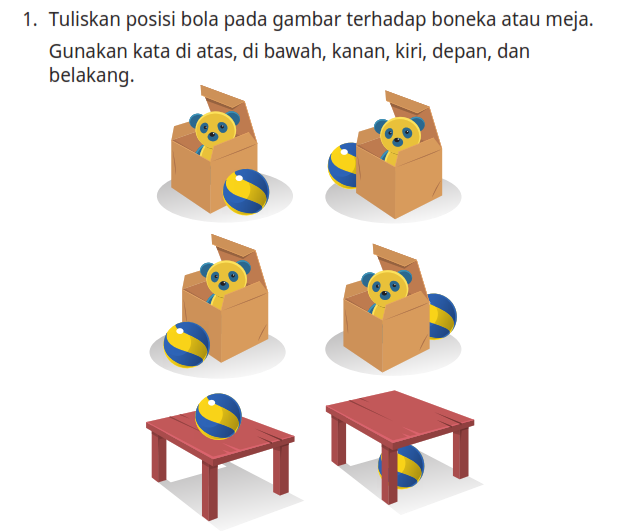 1. Tuliskan posisi bola pada gambar terhadap boneka atau meja.
Gunakan kata di atas, di bawah, kanan, kiri, depan, dan
belakang.